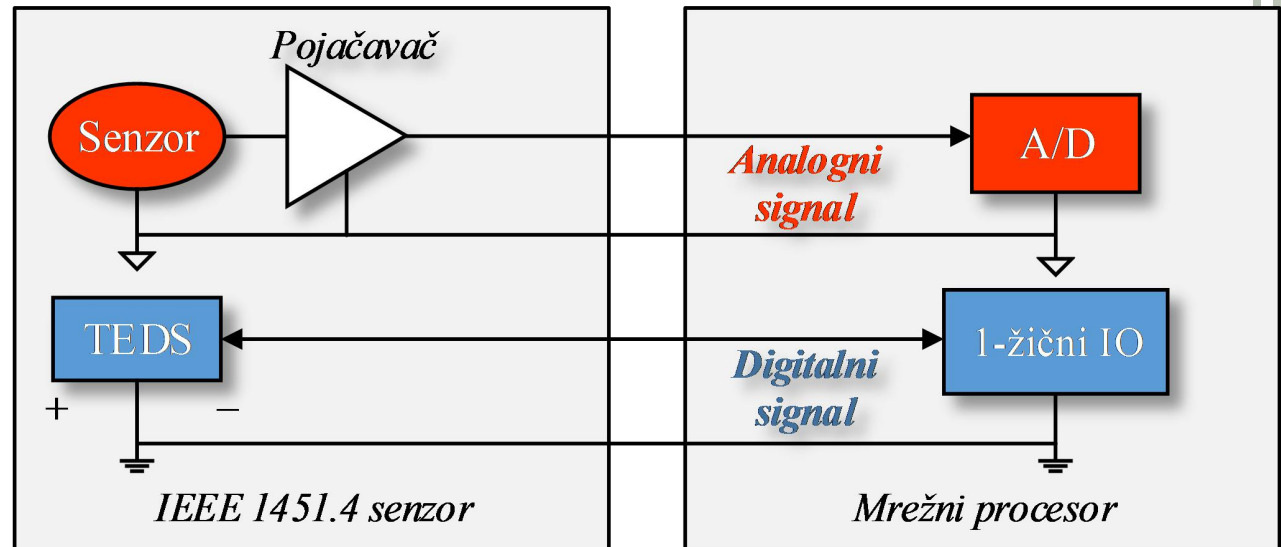 Pojačavač
Senzor
A/D
Analogni
signal
TEDS
1-žični IO
Digitalni
signal
+
–
IEEE 1451.4 senzor
Mrežni procesor